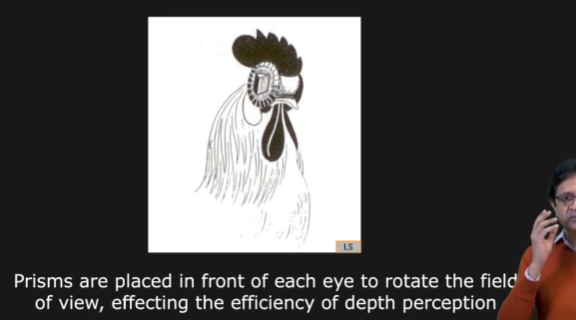 1.5
Prisms are placed in front of each eye to rotate the field
of view, effecting the efficiency of depth perception